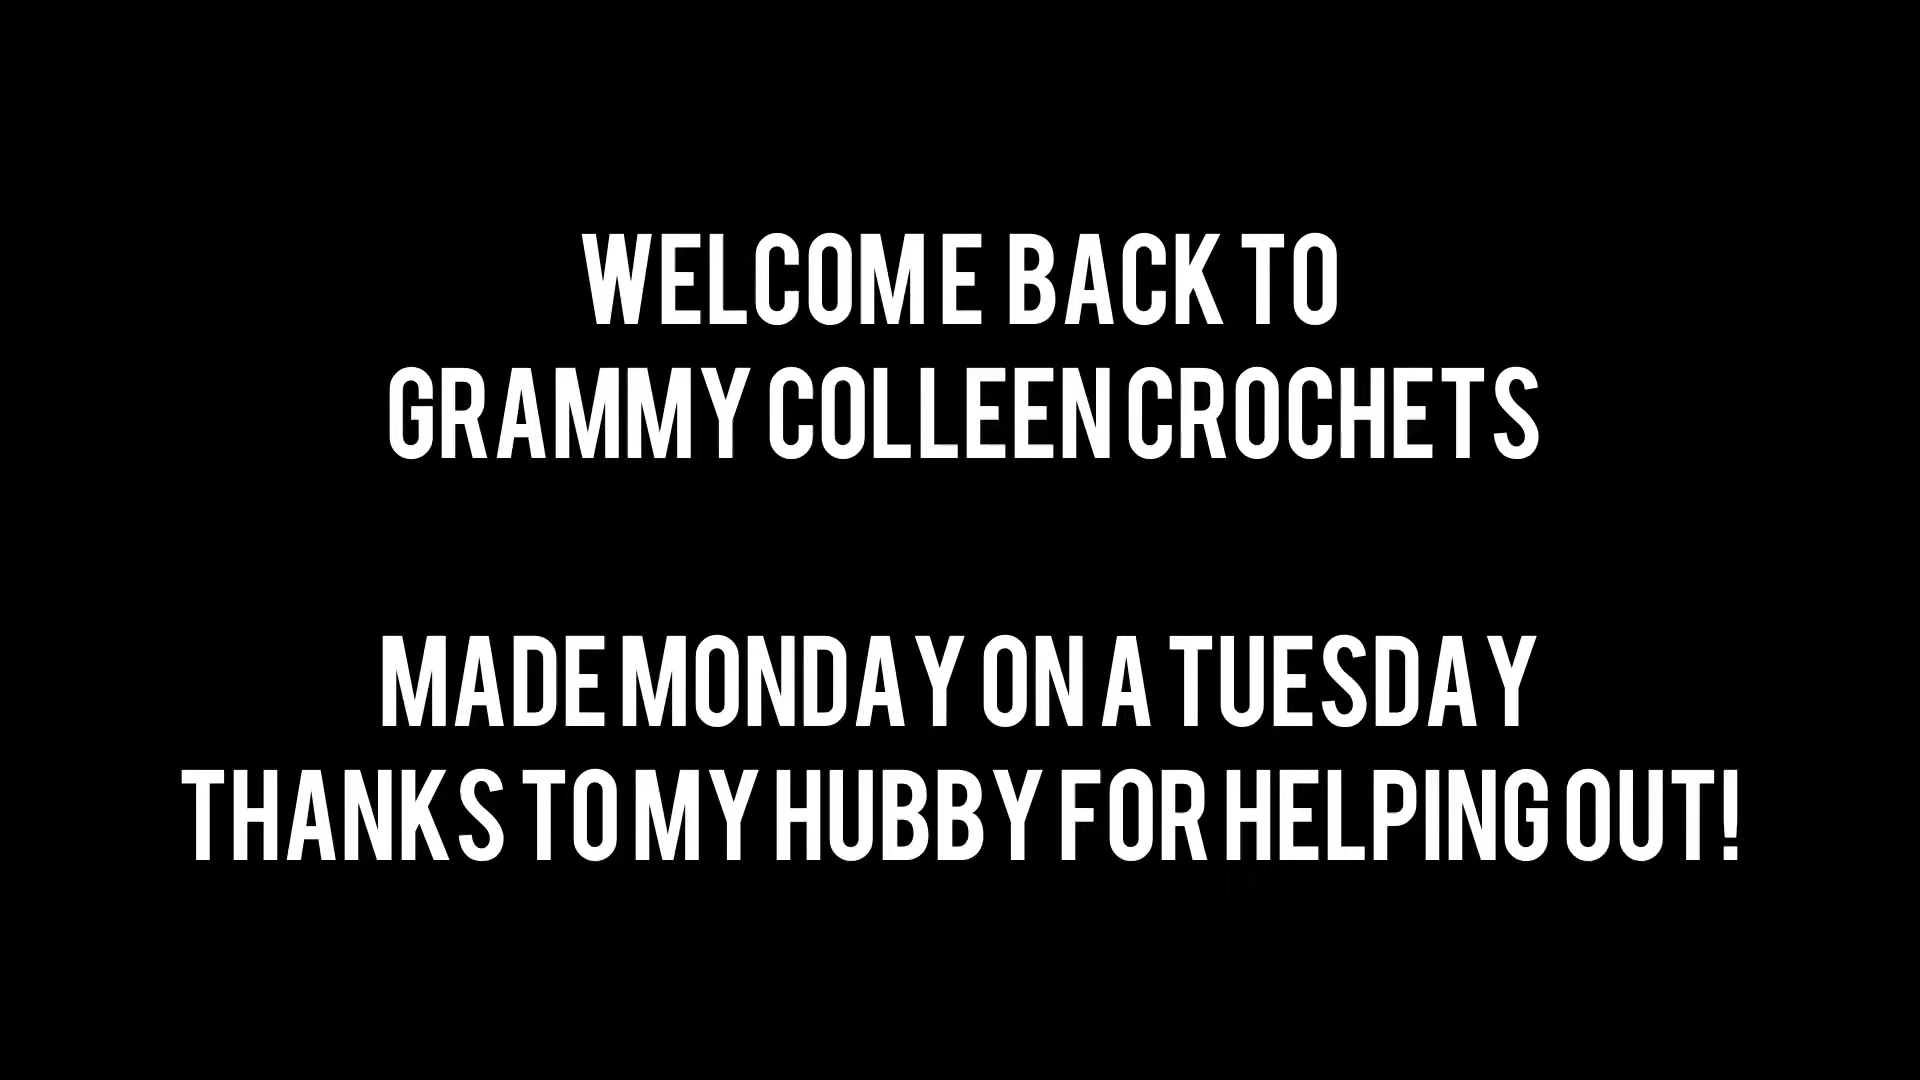 WELCOME BACK TO
GRAMMY COLLEEN CROCHETS
MADE MONDAY ON A TUESDAY
THANKS TO MY HUBBY FOR HELPING OUT!